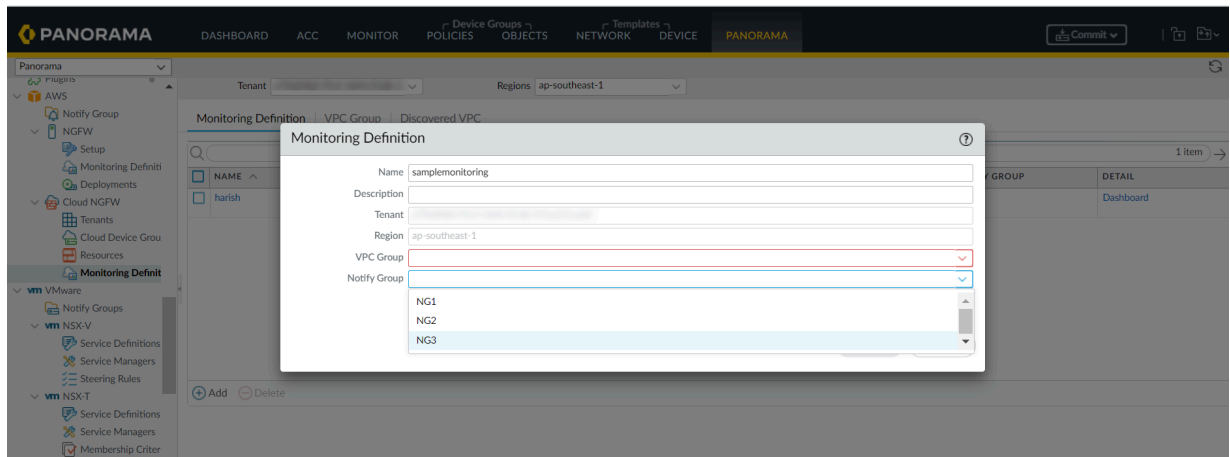 PANORAMA
DASHBOARD ACC MONITOR
Device Groups
POLICIES OBJECTS
Templates
NETWORK DEVICE
PANORAMA
Commit
Panorama
Plugins
AWS
Notify Group
NGFW
Setup
Monitoring Definiti
Deployments
Cloud NGFW
Tenants
Cloud Device Grou
Resources
Monitoring Definit
VMware
Notify Groups
NSX-V
Service Definitions
Service Managers
Steering Rules
NSX-T
Service Definitions
Service Managers
Membership Criter
Tenant
Regions ap-southeast-1
Monitoring Definition VPC Group Discovered VPC
1 item
NAME
Y GROUP
DETAIL
harish
Dashboard
Monitoring Definition
Name samplemonitoring
Description
Tenant
Region ap-southeast-1
VPC Group
Notify Group
NG1
NG2
NG3
Add Delete